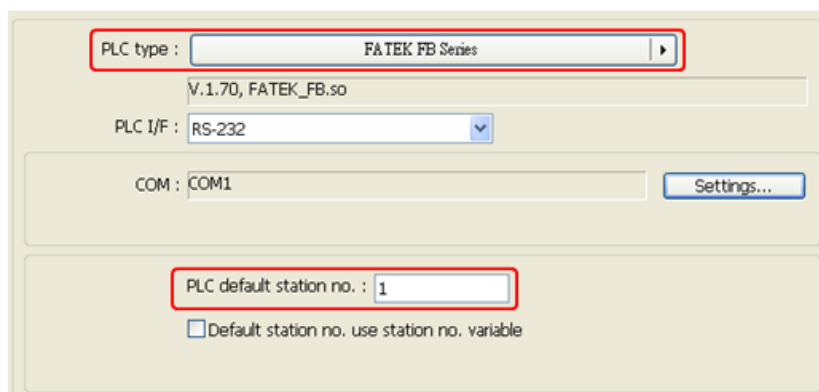 PLC type : FATEK FB Series
V.1.70, FATEK_FB.so
PLC I/F : RS-232
COM : COM1 Settings...
PLC default station no. : 1
Default station no. use station no. variable